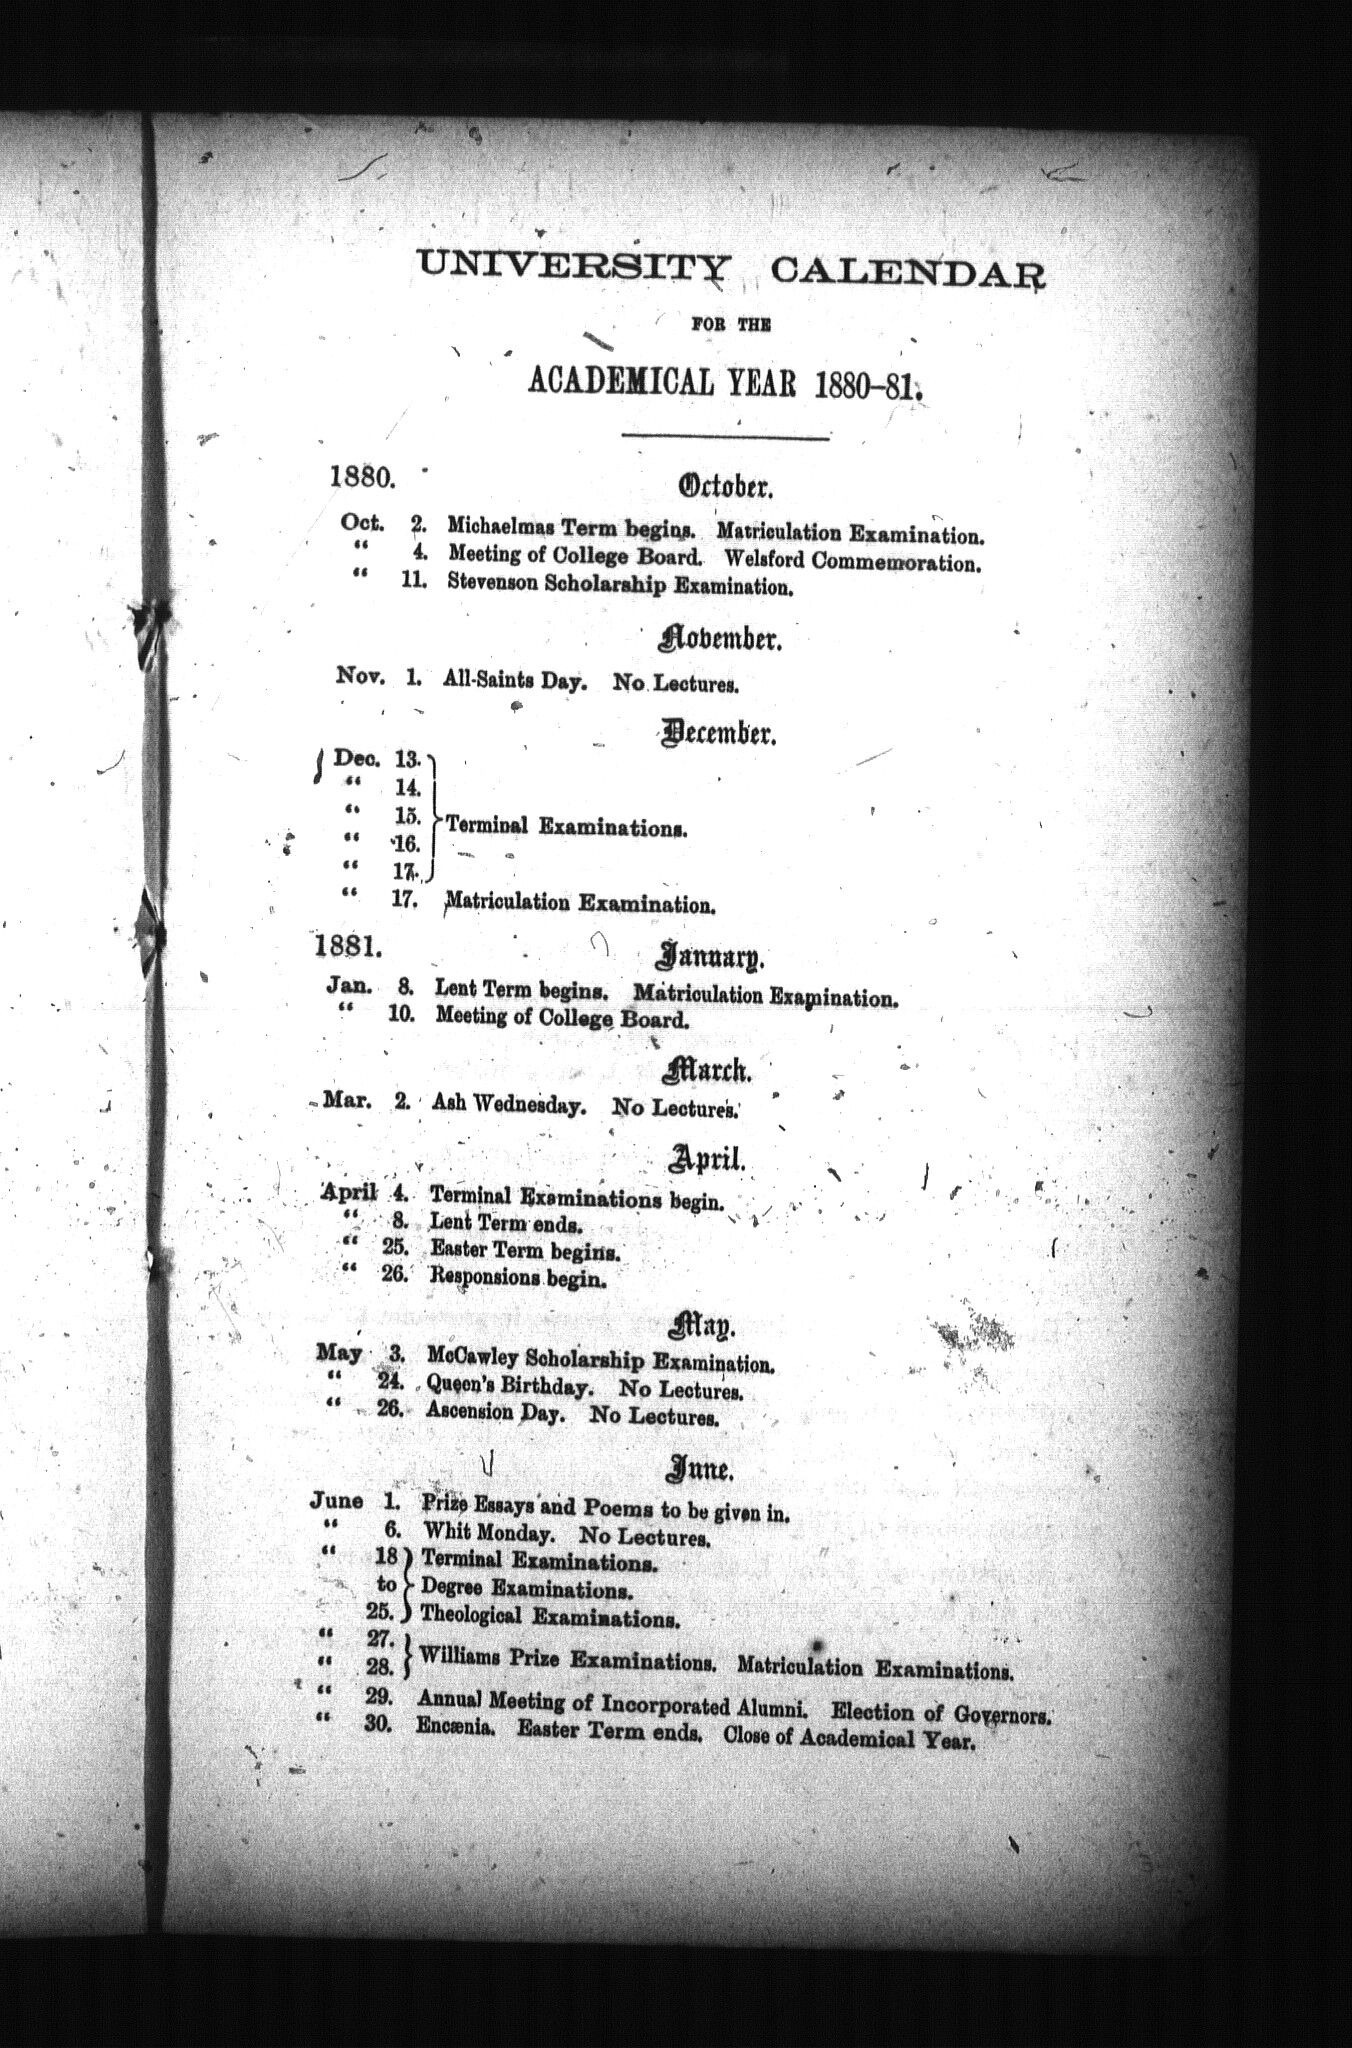 UNIVERSITY CALENDAR
FOR THE
ACADEMICAL YEAR 1880-81.
1880. October.
Oct. 2. Michaelmas Term begins. Matriculation Examination.
“ 4. Meeting of College Board. Welsford Commemoration.
“ 11. Stevenson Scholarship Examination.
November.
Nov. 1. All-Saints Day. No Lectures.
December.
Dec. 13.
“ 14.
“ 15. Terminal Examinations.
“ 16.
“ 17.
“ 17. Matriculation Examination.
1881. January.
Jan. 8. Lent Term begins. Matriculation Examination.
“ 10. Meeting of College Board.
March.
Mar. 2. Ash Wednesday. No Lectures.
April.
April 4. Terminal Examinations begin.
“ 8. Lent Term ends.
“ 25. Easter Term begins.
“ 26. Responsions begin.
May.
May 3. McCawley Scholarship Examination.
“ 24. Queen's Birthday. No Lectures.
“ 26. Ascension Day. No Lectures.
June.
June 1. Prize Essays and Poems to be given in.
“ 6. Whit Monday. No Lectures.
“ 18 Terminal Examinations.
to Degree Examinations.
25. Theological Examinations.
“ 27.
“ 28. Williams Prize Examinations. Matriculation Examinations.
“ 29. Annual Meeting of Incorporated Alumni. Election of Governors.
“ 30. Encænia. Easter Term ends. Close of Academical Year.